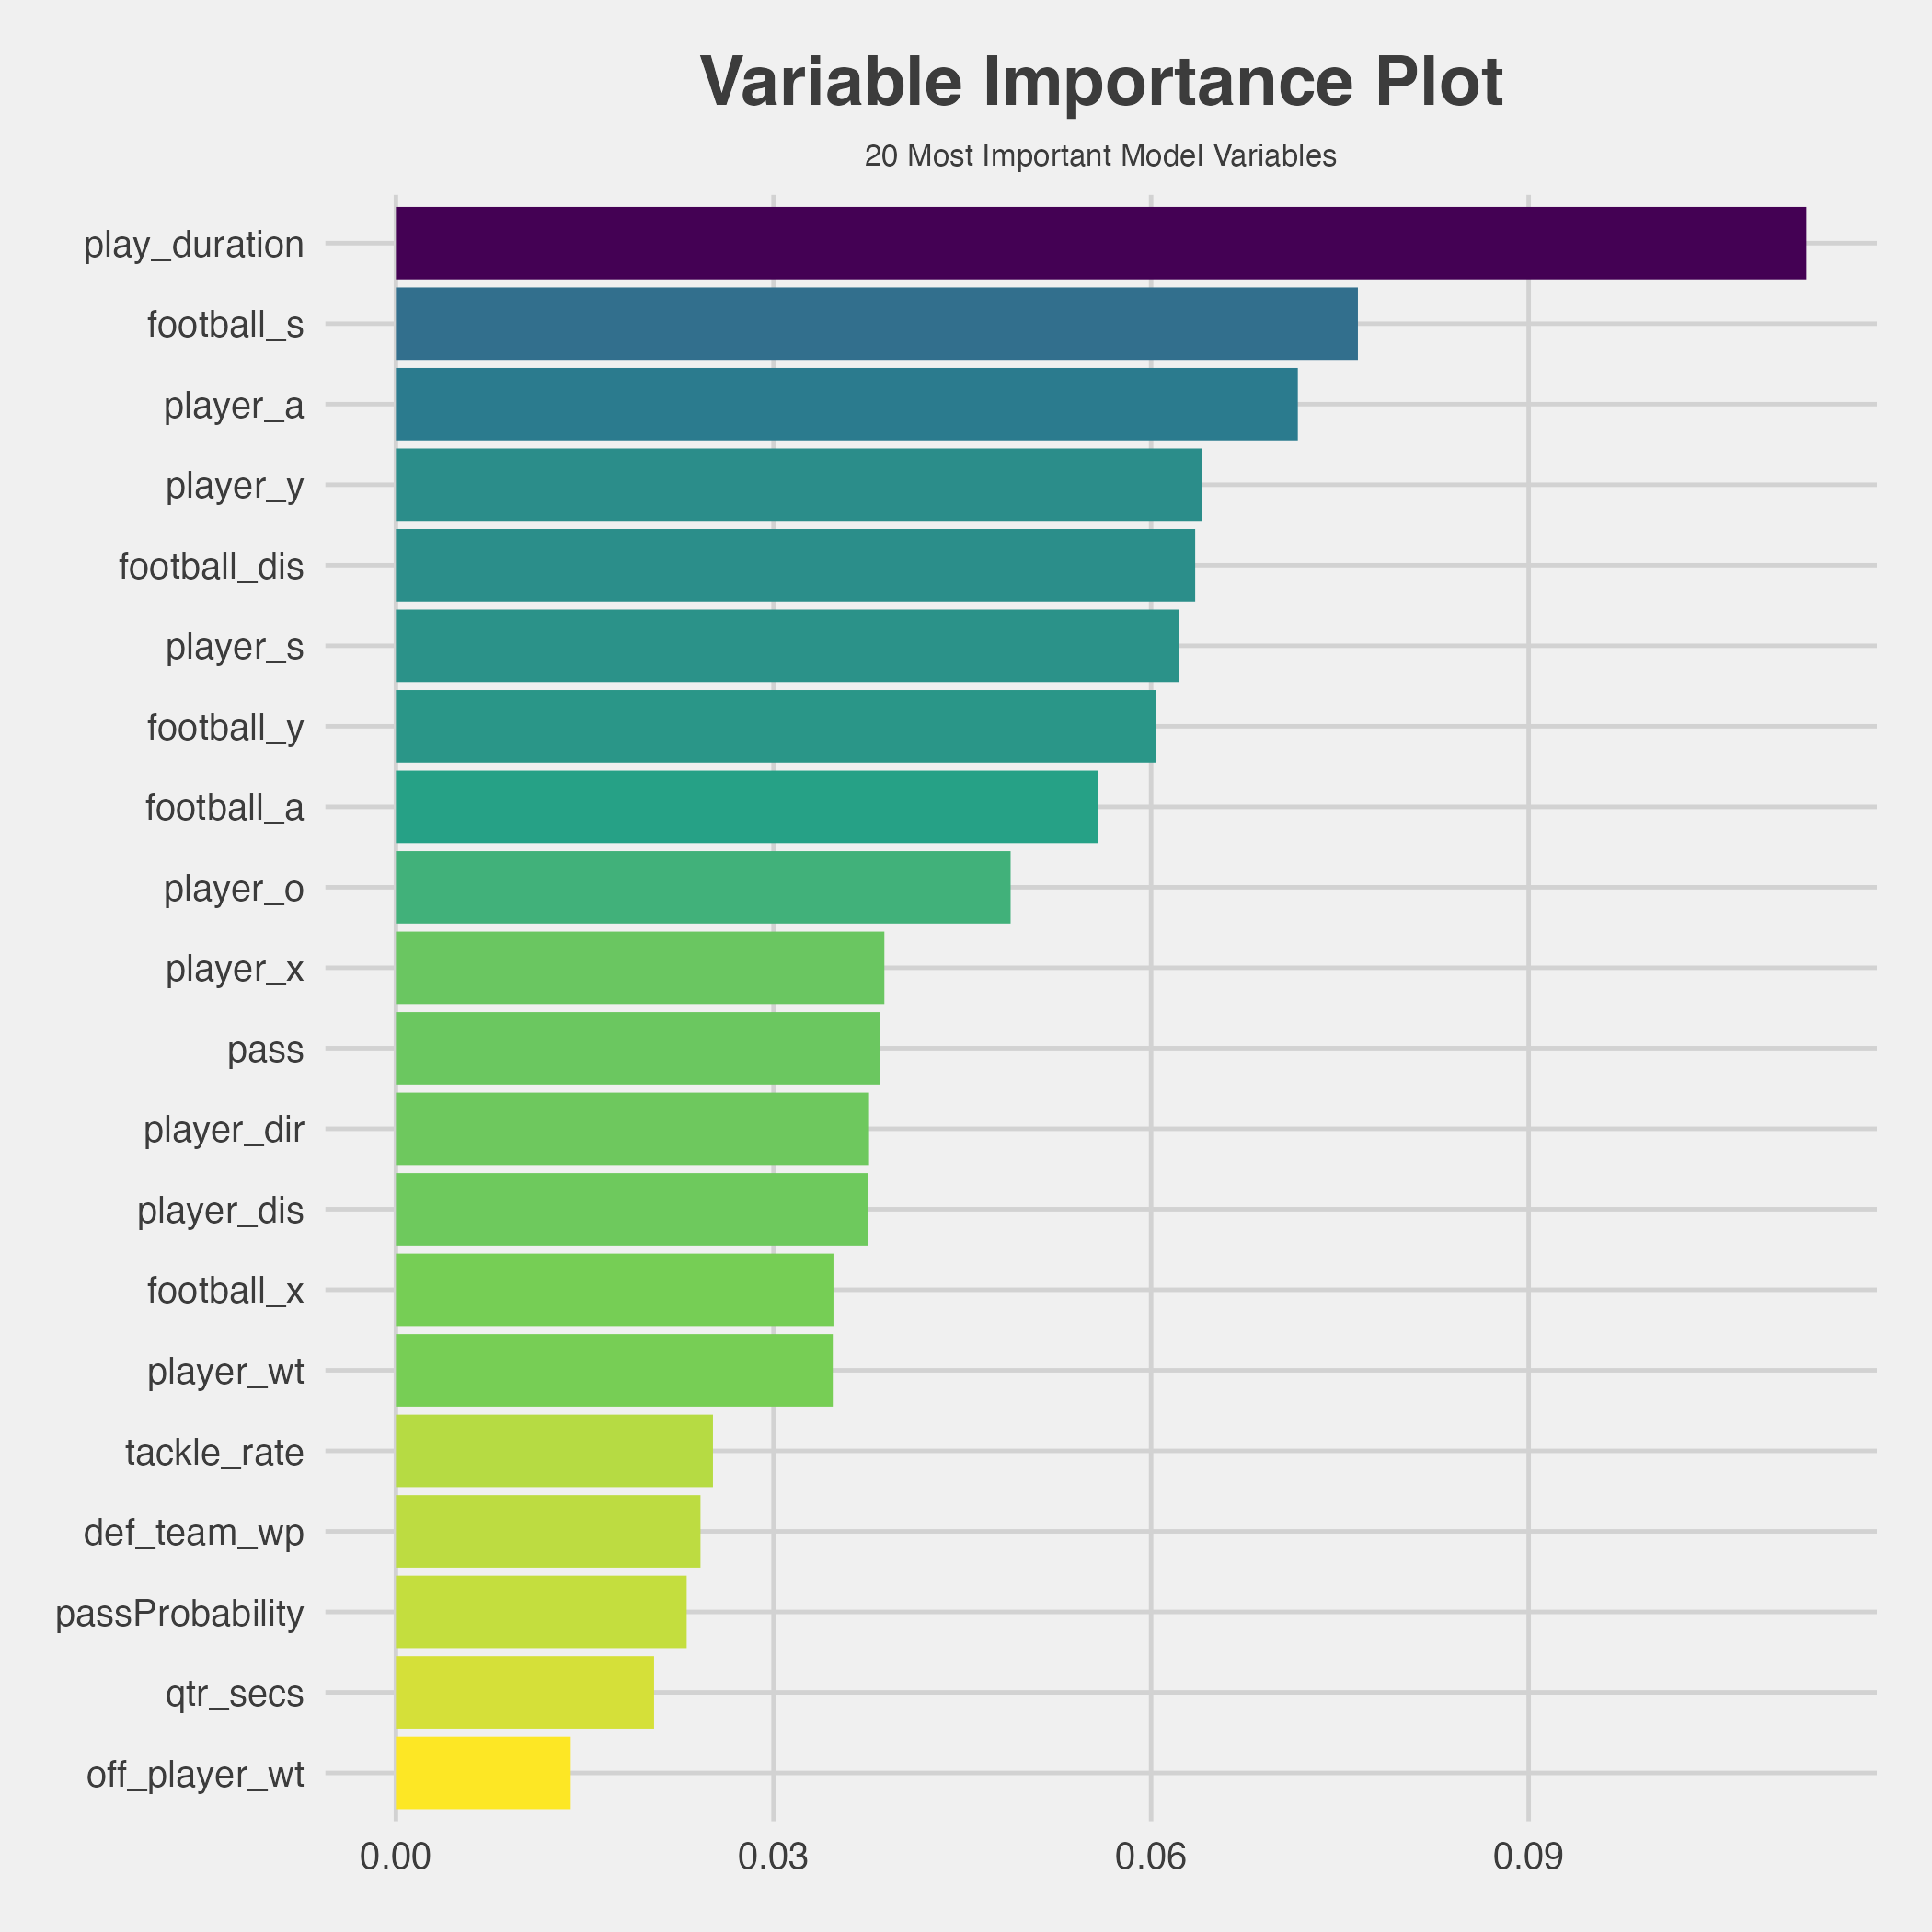 Variable Importance Plot
20 Most Important Model Variables
play_duration
football_s
player_a
player_y
football_dis
player_s
football_y
football_a
player_o
player_x
pass
player_dir
player_dis
football_x
player_wt
tackle_rate
def_team_wp
passProbability
qtr_secs
off_player_wt
0.00 0.03 0.06 0.09